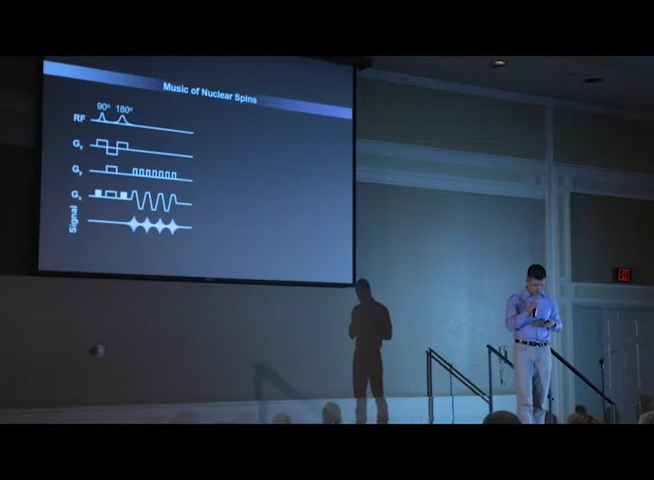 Music of Nuclear Spins
90° 180°
RF
Gz
Gy
Gx
Signal
EXIT